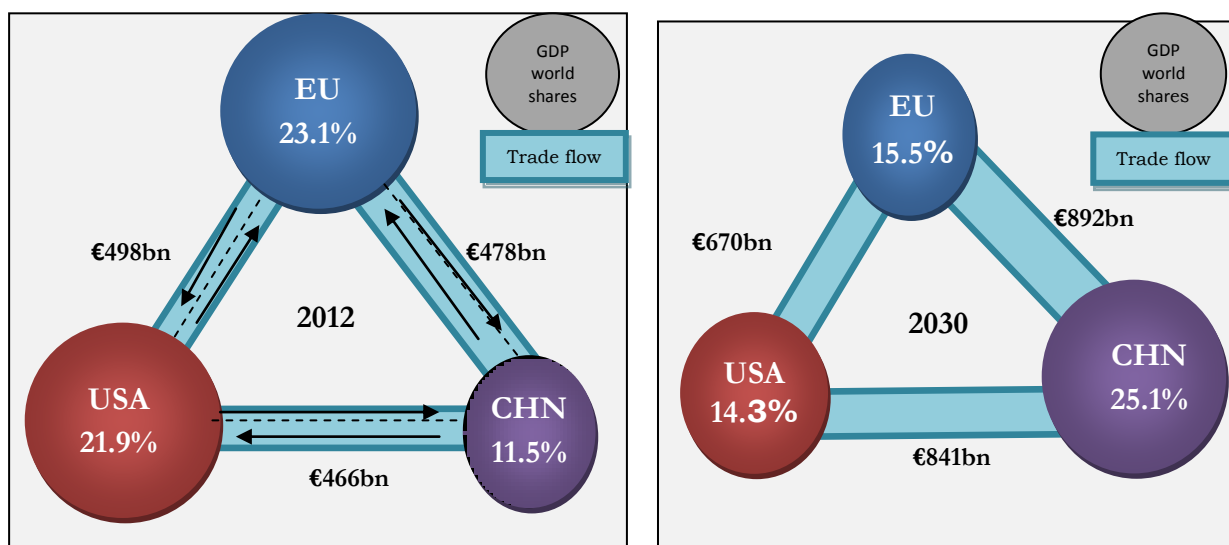 GDP
world
shares
EU
23.1%
Trade flow
€498bn
€478bn
2012
USA
21.9%
CHN
11.5%
€466bn
GDP
world
shares
EU
15.5%
Trade flow
€892bn
€670bn
2030
USA
14.3%
CHN
25.1%
€841bn